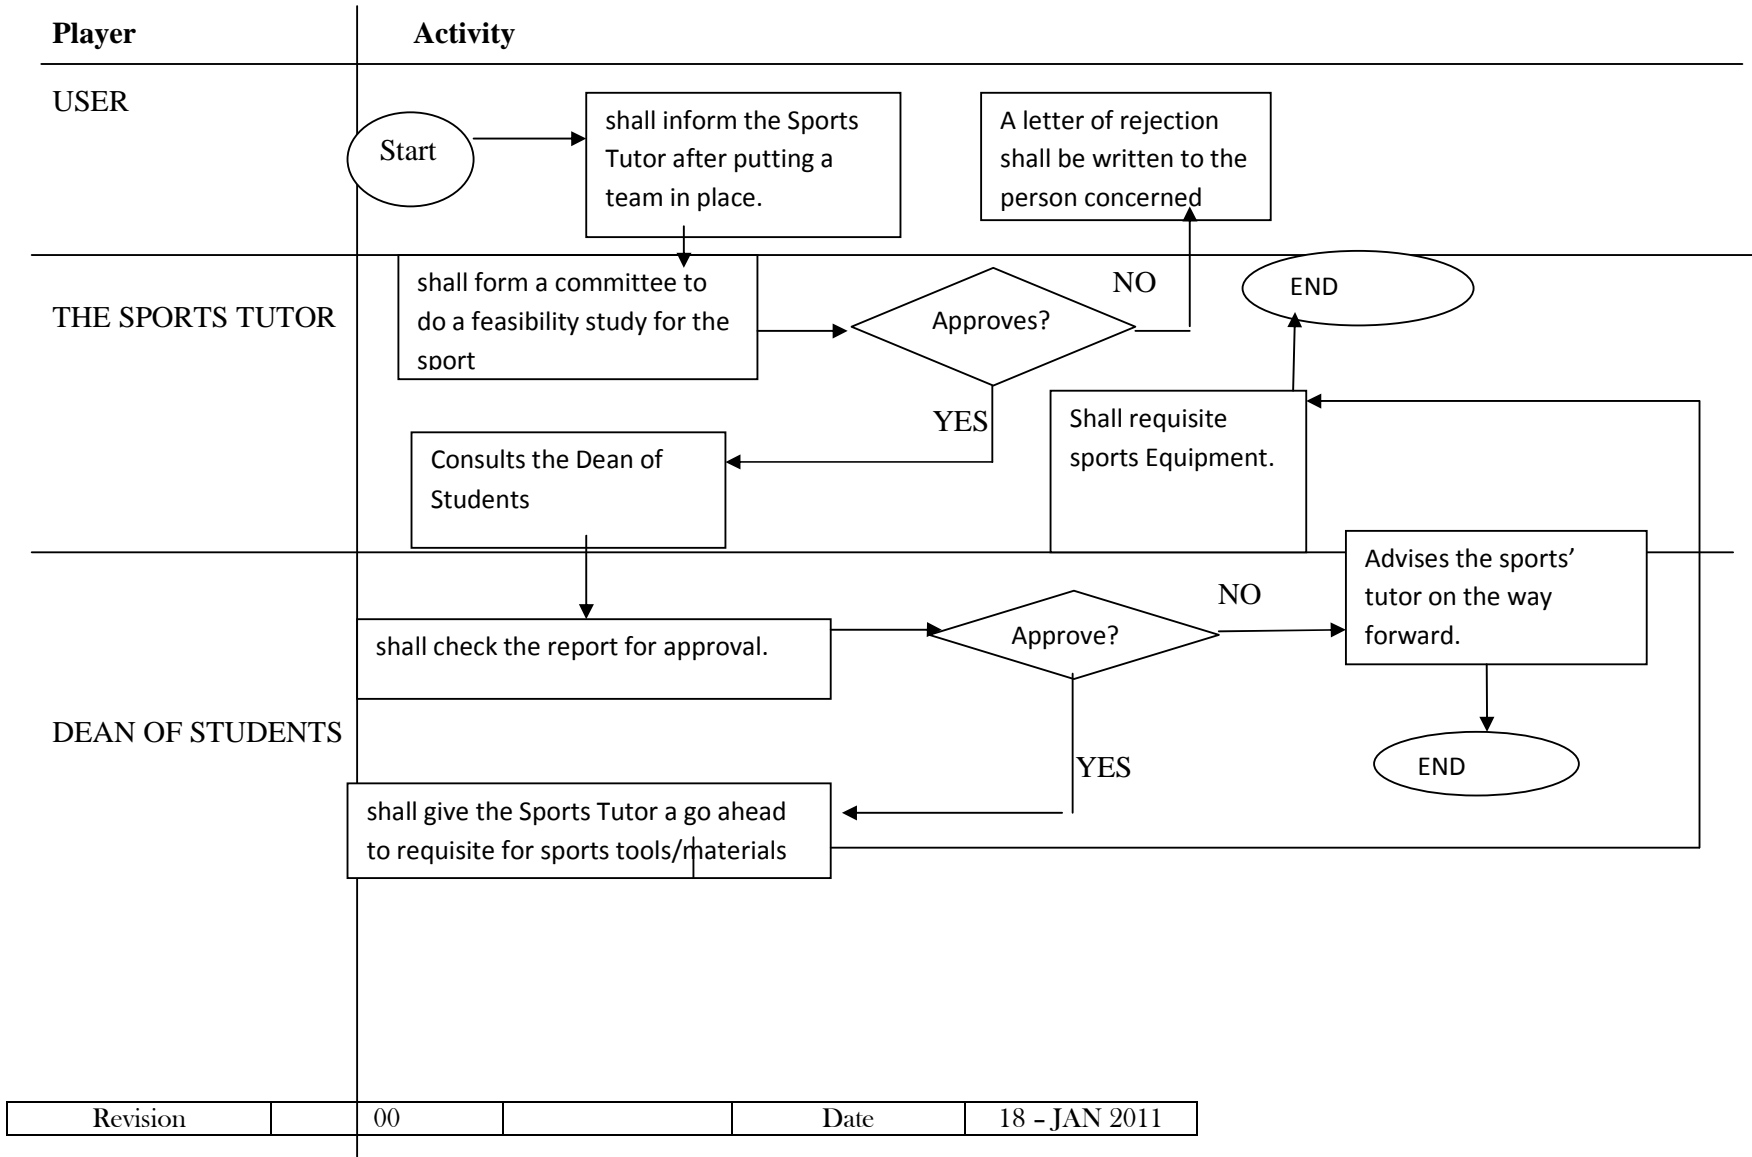 Player
Activity
USER
Start
shall inform the Sports
Tutor after putting a
team in place.
A letter of rejection
shall be written to the
person concerned
THE SPORTS TUTOR
shall form a committee to
do a feasibility study for the
sport
Approves?
NO
END
YES
Consults the Dean of
Students
Shall requisite
sports Equipment.
DEAN OF STUDENTS
shall check the report for approval.
Approve?
NO
Advises the sports’
tutor on the way
forward.
YES
END
shall give the Sports Tutor a go ahead
to requisite for sports tools/materials
Revision 00 Date 18 – JAN 2011